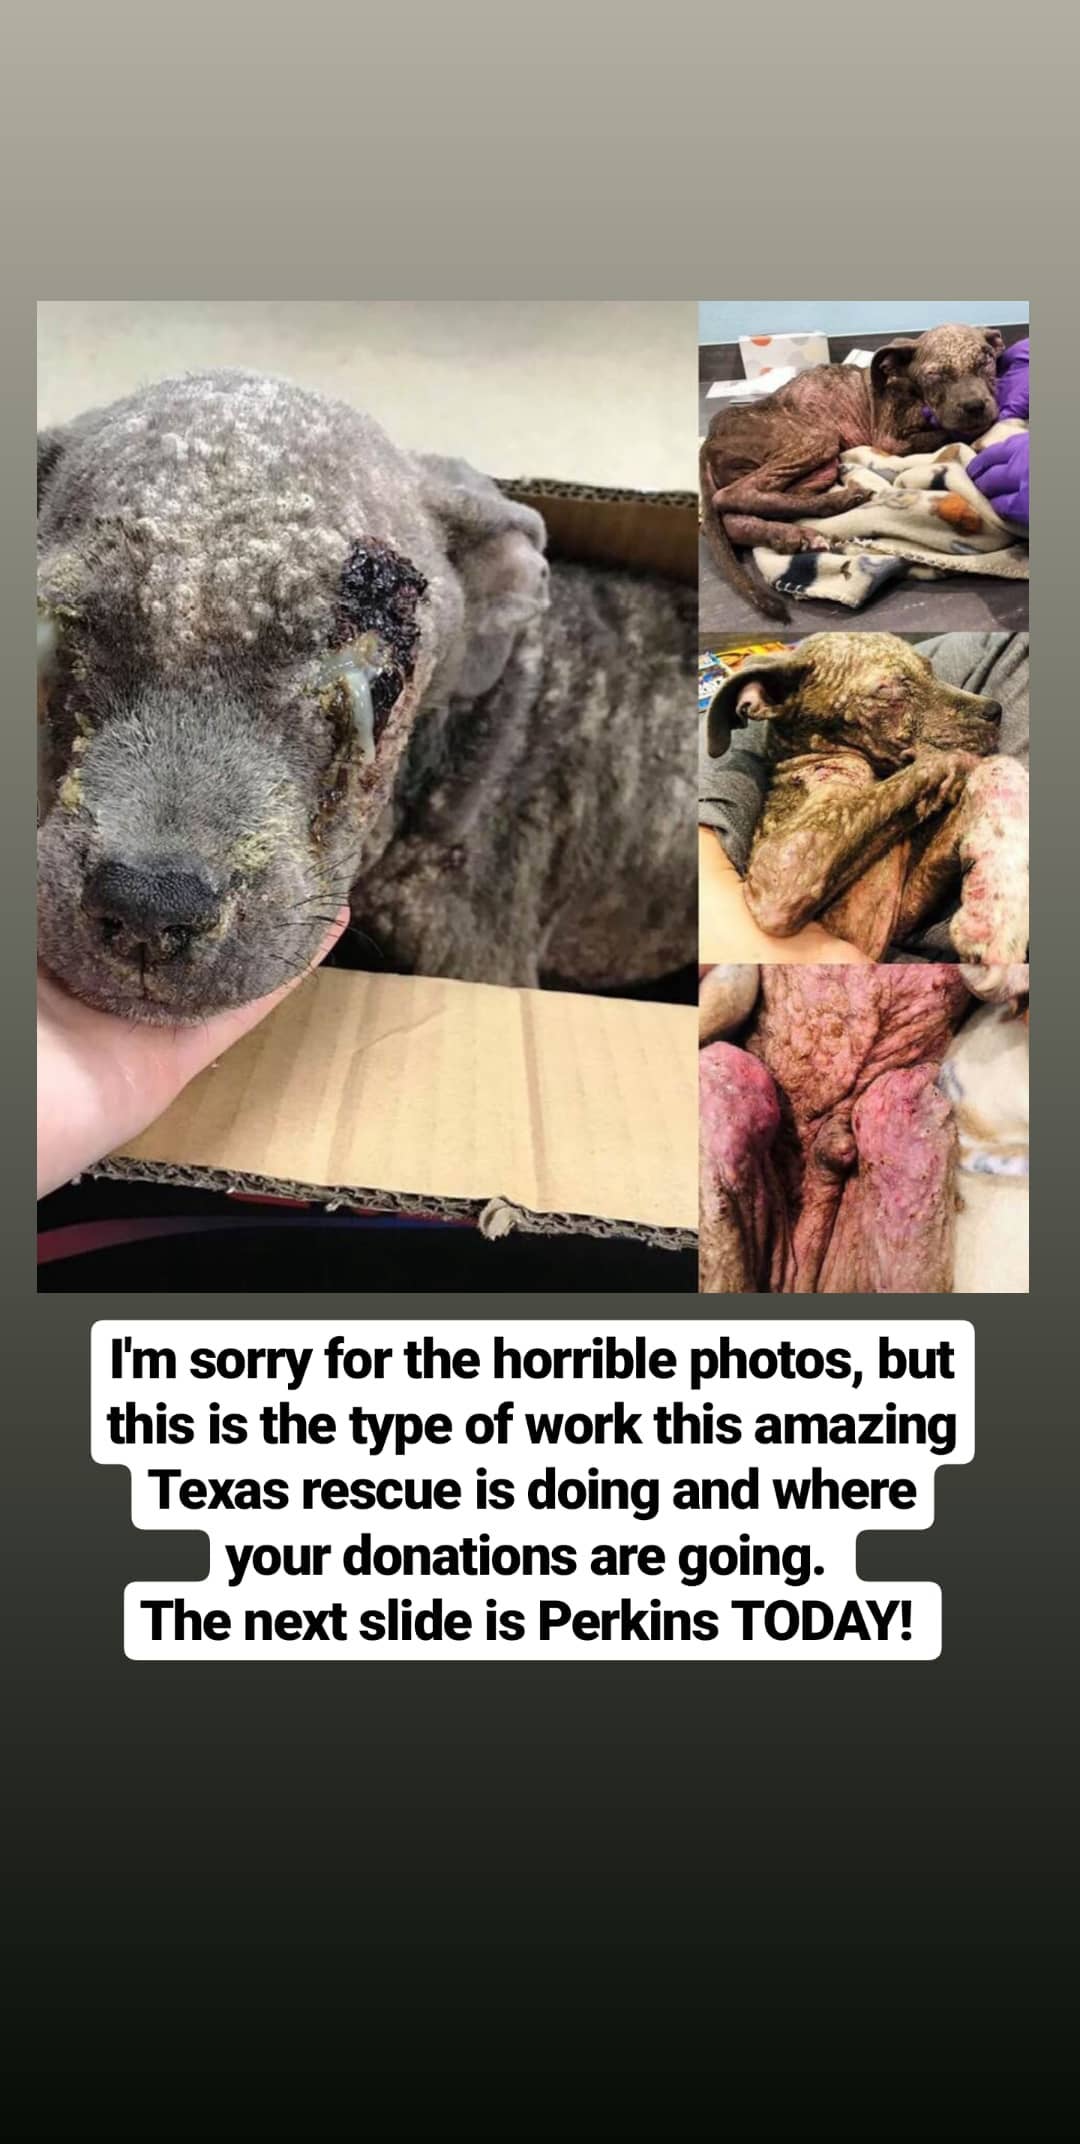 I'm sorry for the horrible photos, but
this is the type of work this amazing
Texas rescue is doing and where
your donations are going.
The next slide is Perkins TODAY!